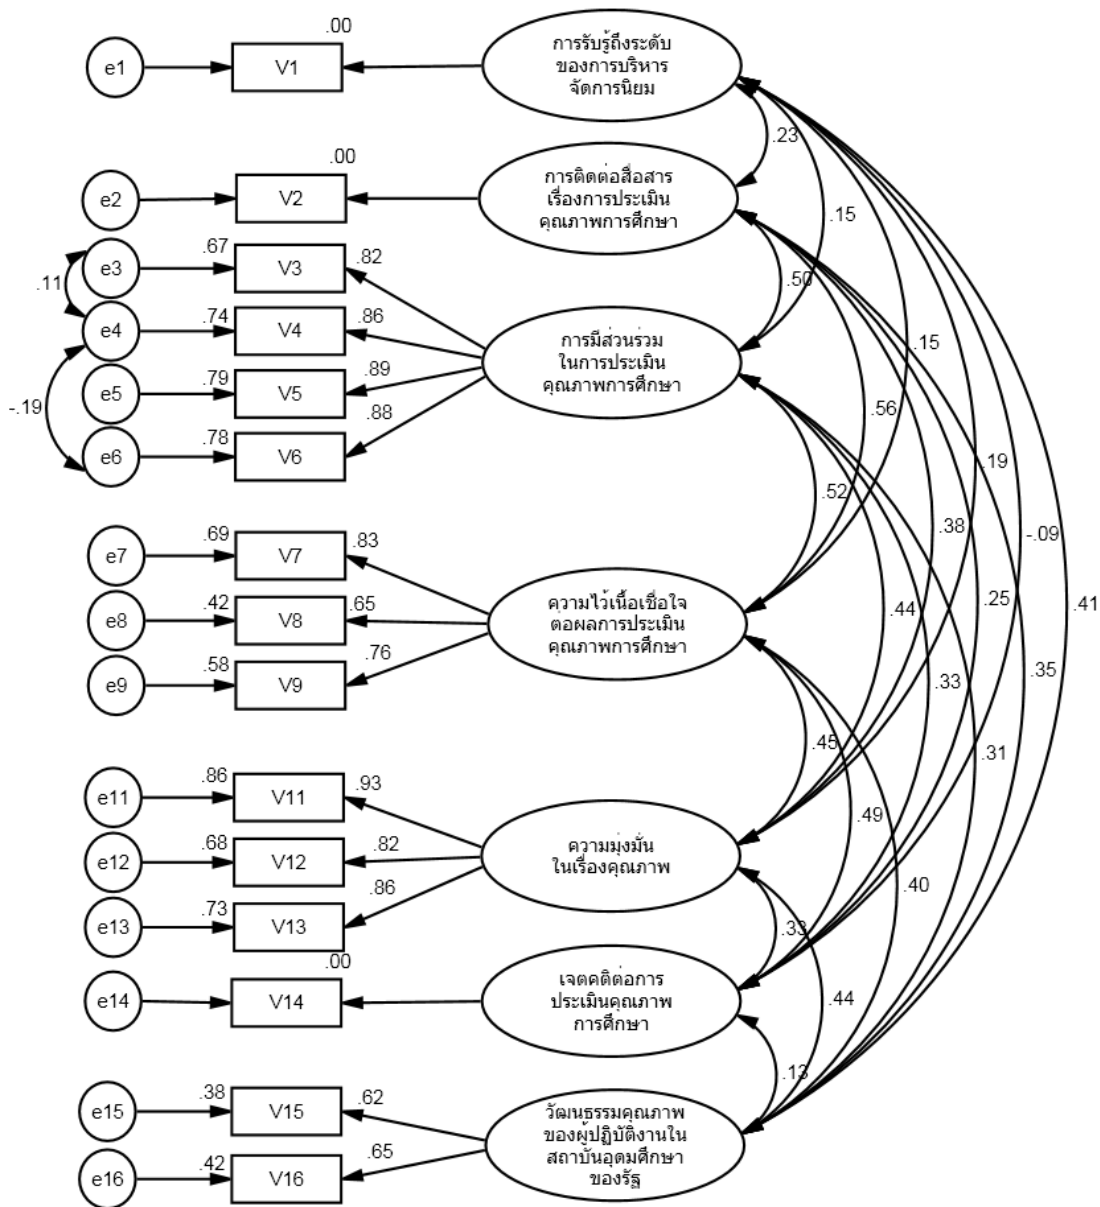 .00
การรับรู้ถึงระดับ
ของการบริหาร
จัดการนิยม
e1
V1
.23
.00
การติดต่อสื่อสาร
เรื่องการประเมิน
คุณภาพการศึกษา
e2
V2
.15
e3
.67
V3
.82
.50
.11
e4
.74
V4
.86
การมีส่วนร่วม
ในการประเมิน
คุณภาพการศึกษา
.15
e5
.79
V5
.89
-.19
.56
e6
.78
V6
.88
.19
.52
.38
-.09
e7
.69
V7
.83
ความไว้เนื้อเชื่อใจ
ต่อผลการประเมิน
คุณภาพการศึกษา
.44
.25
.41
e8
.42
V8
.65
e9
.58
V9
.76
.33
.35
.45
.31
e11
.86
V11
.93
.49
ความมุ่งมั่น
ในเรื่องคุณภาพ
e12
.68
V12
.82
.40
e13
.73
V13
.86
.33
.00
เจตคติต่อการ
ประเมินคุณภาพ
การศึกษา
e14
V14
.44
.13
e15
.38
V15
.62
วัฒนธรรมคุณภาพ
ของผู้ปฏิบัติงานใน
สถาบันอุดมศึกษา
ของรัฐ
e16
.42
V16
.65